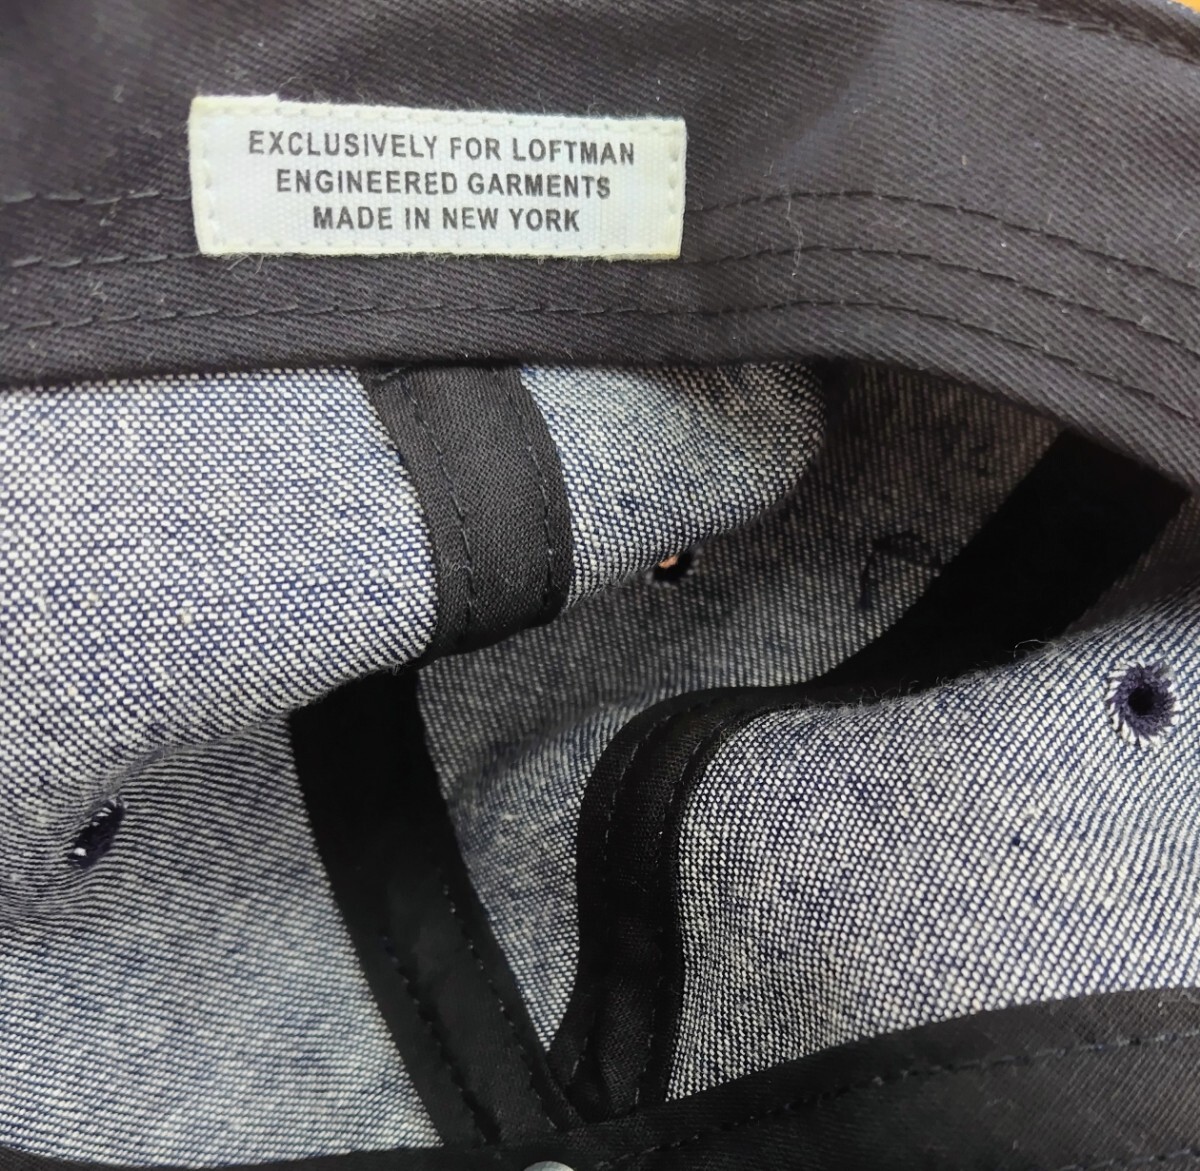 EXCLUSIVELY FOR LOFTMAN
ENGINEERED GARMENTS
MADE IN NEW YORK